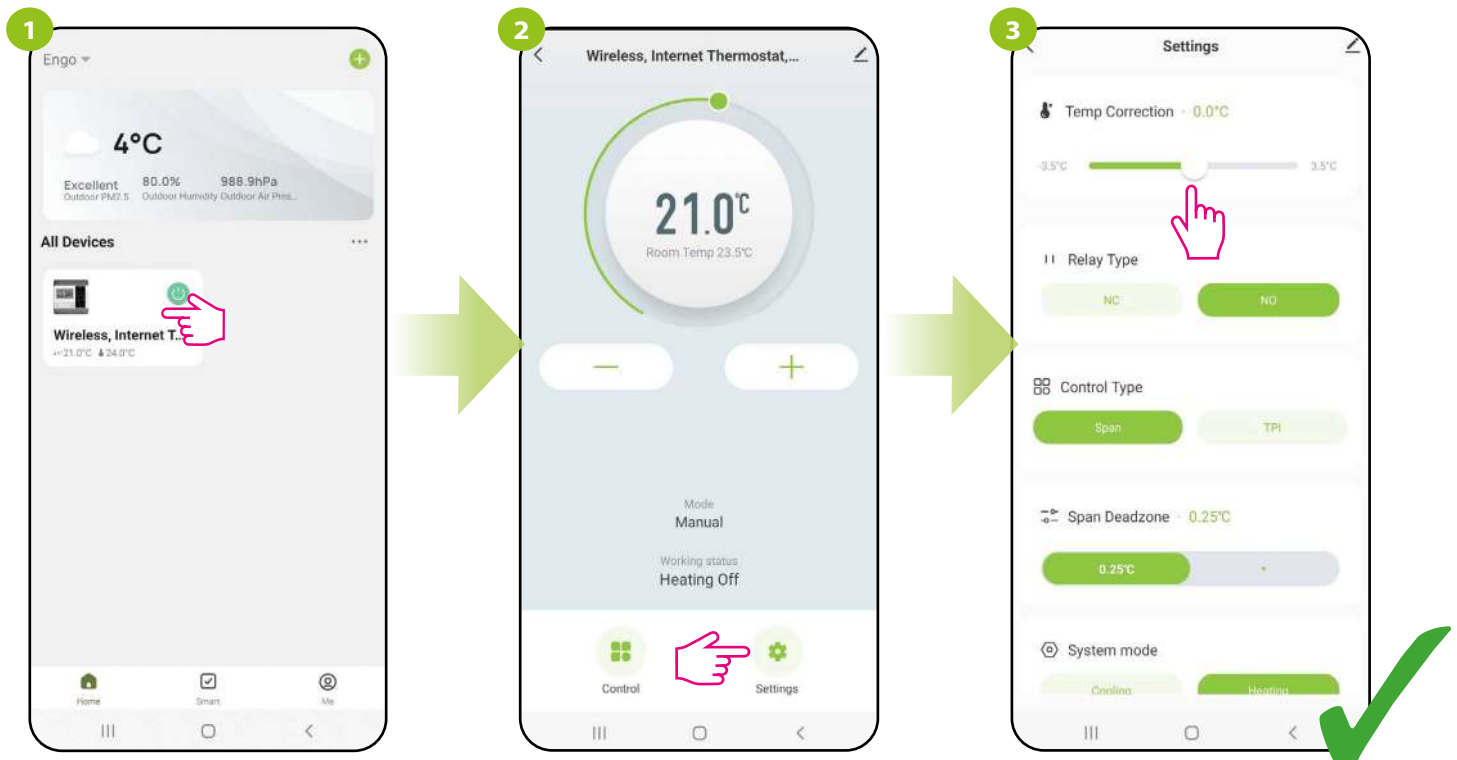 1
Engo
4°C
Excellent 80.0% 988.9hPa
Outdoor PM2.5 Outdoor Humidity Outdoor Air Pres...
All Devices
Wireless, Internet T...
21.0°C 24.0°C
Home Smart Me
2
Wireless, Internet Thermostat,...
21.0°C
Room Temp 23.5°C
Mode
Manual
Working status
Heating Off
Control Settings
3
Settings
Temp Correction · 0.0°C
-3.5°C 3.5°C
Relay Type
NC NO
Control Type
Span TPI
Span Deadzone · 0.25°C
0.25°C
System mode
Cooling Heating